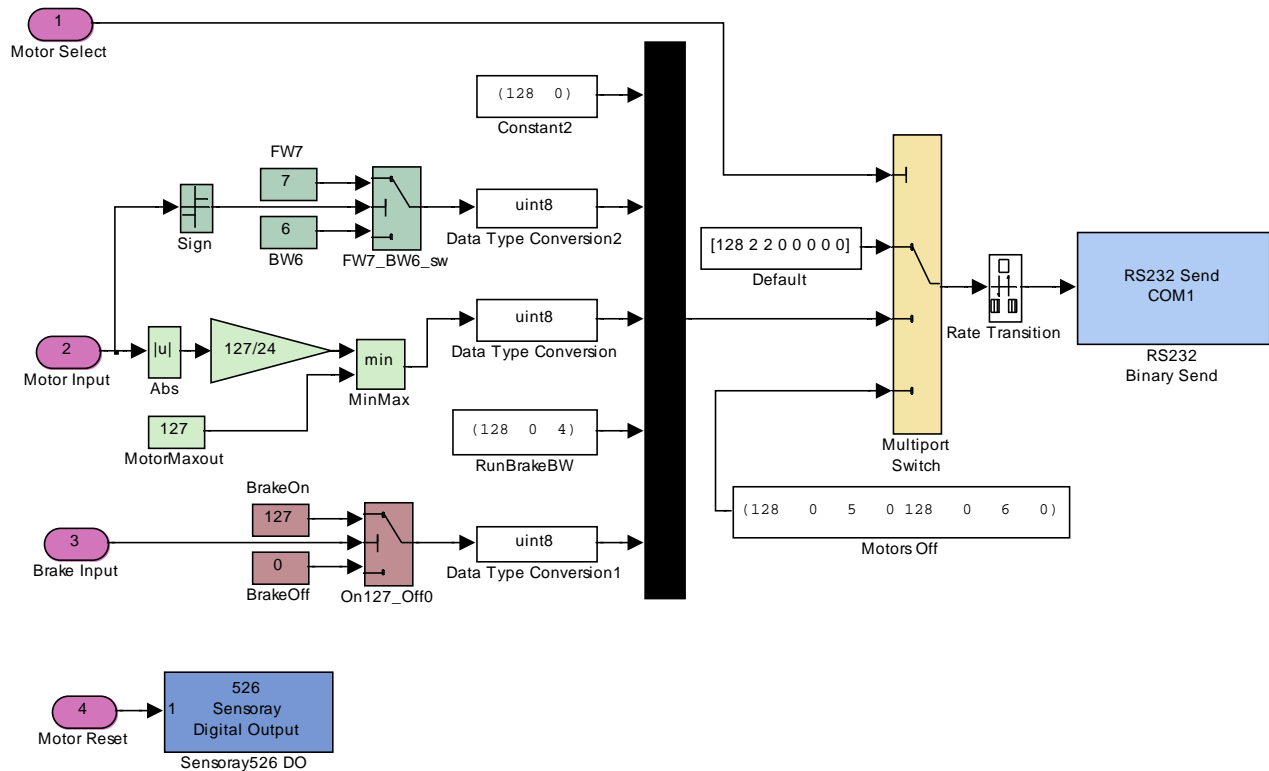 1
Motor Select
(128 0)
Constant2
FW7
7
Sign
6
BW6
FW7_BW6_sw
uint8
Data Type Conversion2
[128 2 2 0 0 0 0 0]
Default
2
Motor Input
|u|
Abs
127/24
min
MinMax
127
MotorMaxout
uint8
Data Type Conversion
(128 0 4)
RunBrakeBW
Multiport
Switch
Rate Transition
RS232 Send
COM1
RS232
Binary Send
BrakeOn
127
3
Brake Input
0
BrakeOff
On127_Off0
uint8
Data Type Conversion1
(128 0 5 0 128 0 6 0)
Motors Off
4
Motor Reset
1
526
Sensoray
Digital Output
Sensoray526 DO